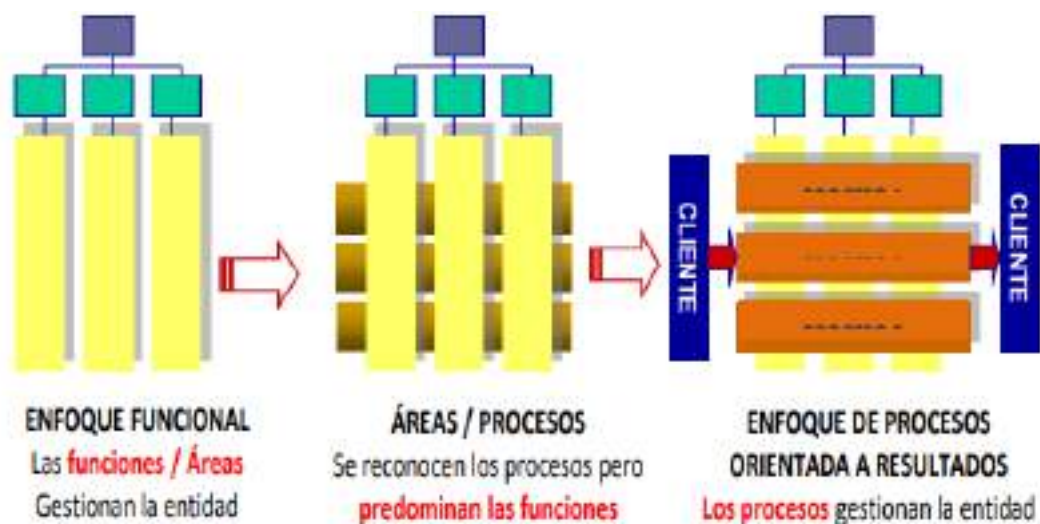 CLIENTE
CLIENTE
ENFOQUE FUNCIONAL
Las funciones / Áreas
Gestionan la entidad
ÁREAS / PROCESOS
Se reconocen los procesos pero
predominan las funciones
ENFOQUE DE PROCESOS
ORIENTADA A RESULTADOS
Los procesos gestionan la entidad